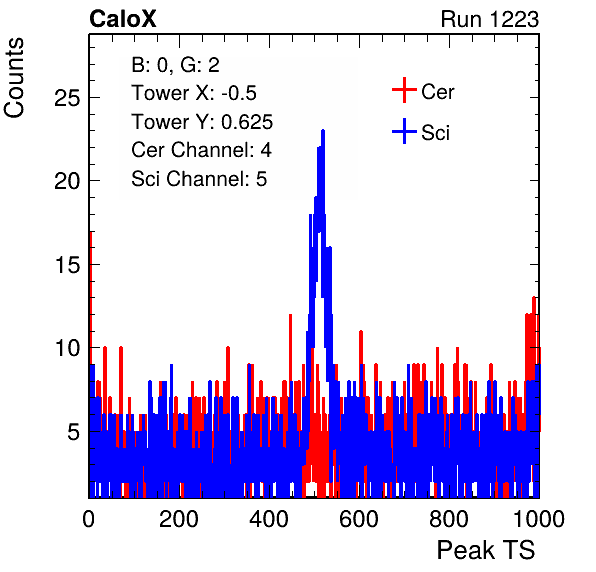 CaloX Run 1223
Counts
B: 0, G: 2
Tower X: -0.5
Tower Y: 0.625
Cer Channel: 4
Sci Channel: 5
Cer
Sci
25
20
15
10
5
0 200 400 600 800 1000
Peak TS